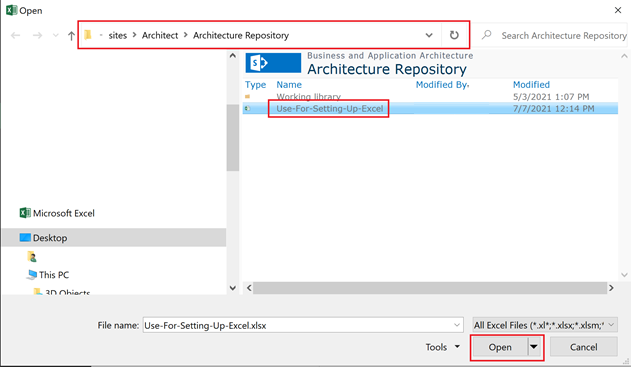 Open
sites > Architect > Architecture Repository
Search Architecture Repository
Business and Application Architecture
Architecture Repository
Type Name Modified By Modified
Working library 5/3/2021 1:07 PM
Use-For-Setting-Up-Excel 7/7/2021 12:14 PM
Microsoft Excel
Desktop
This PC
3D Objects
File name: Use-For-Setting-Up-Excel.xlsx All Excel Files (*.xl*;*.xlsx;*.xlsm;*
Tools Open Cancel